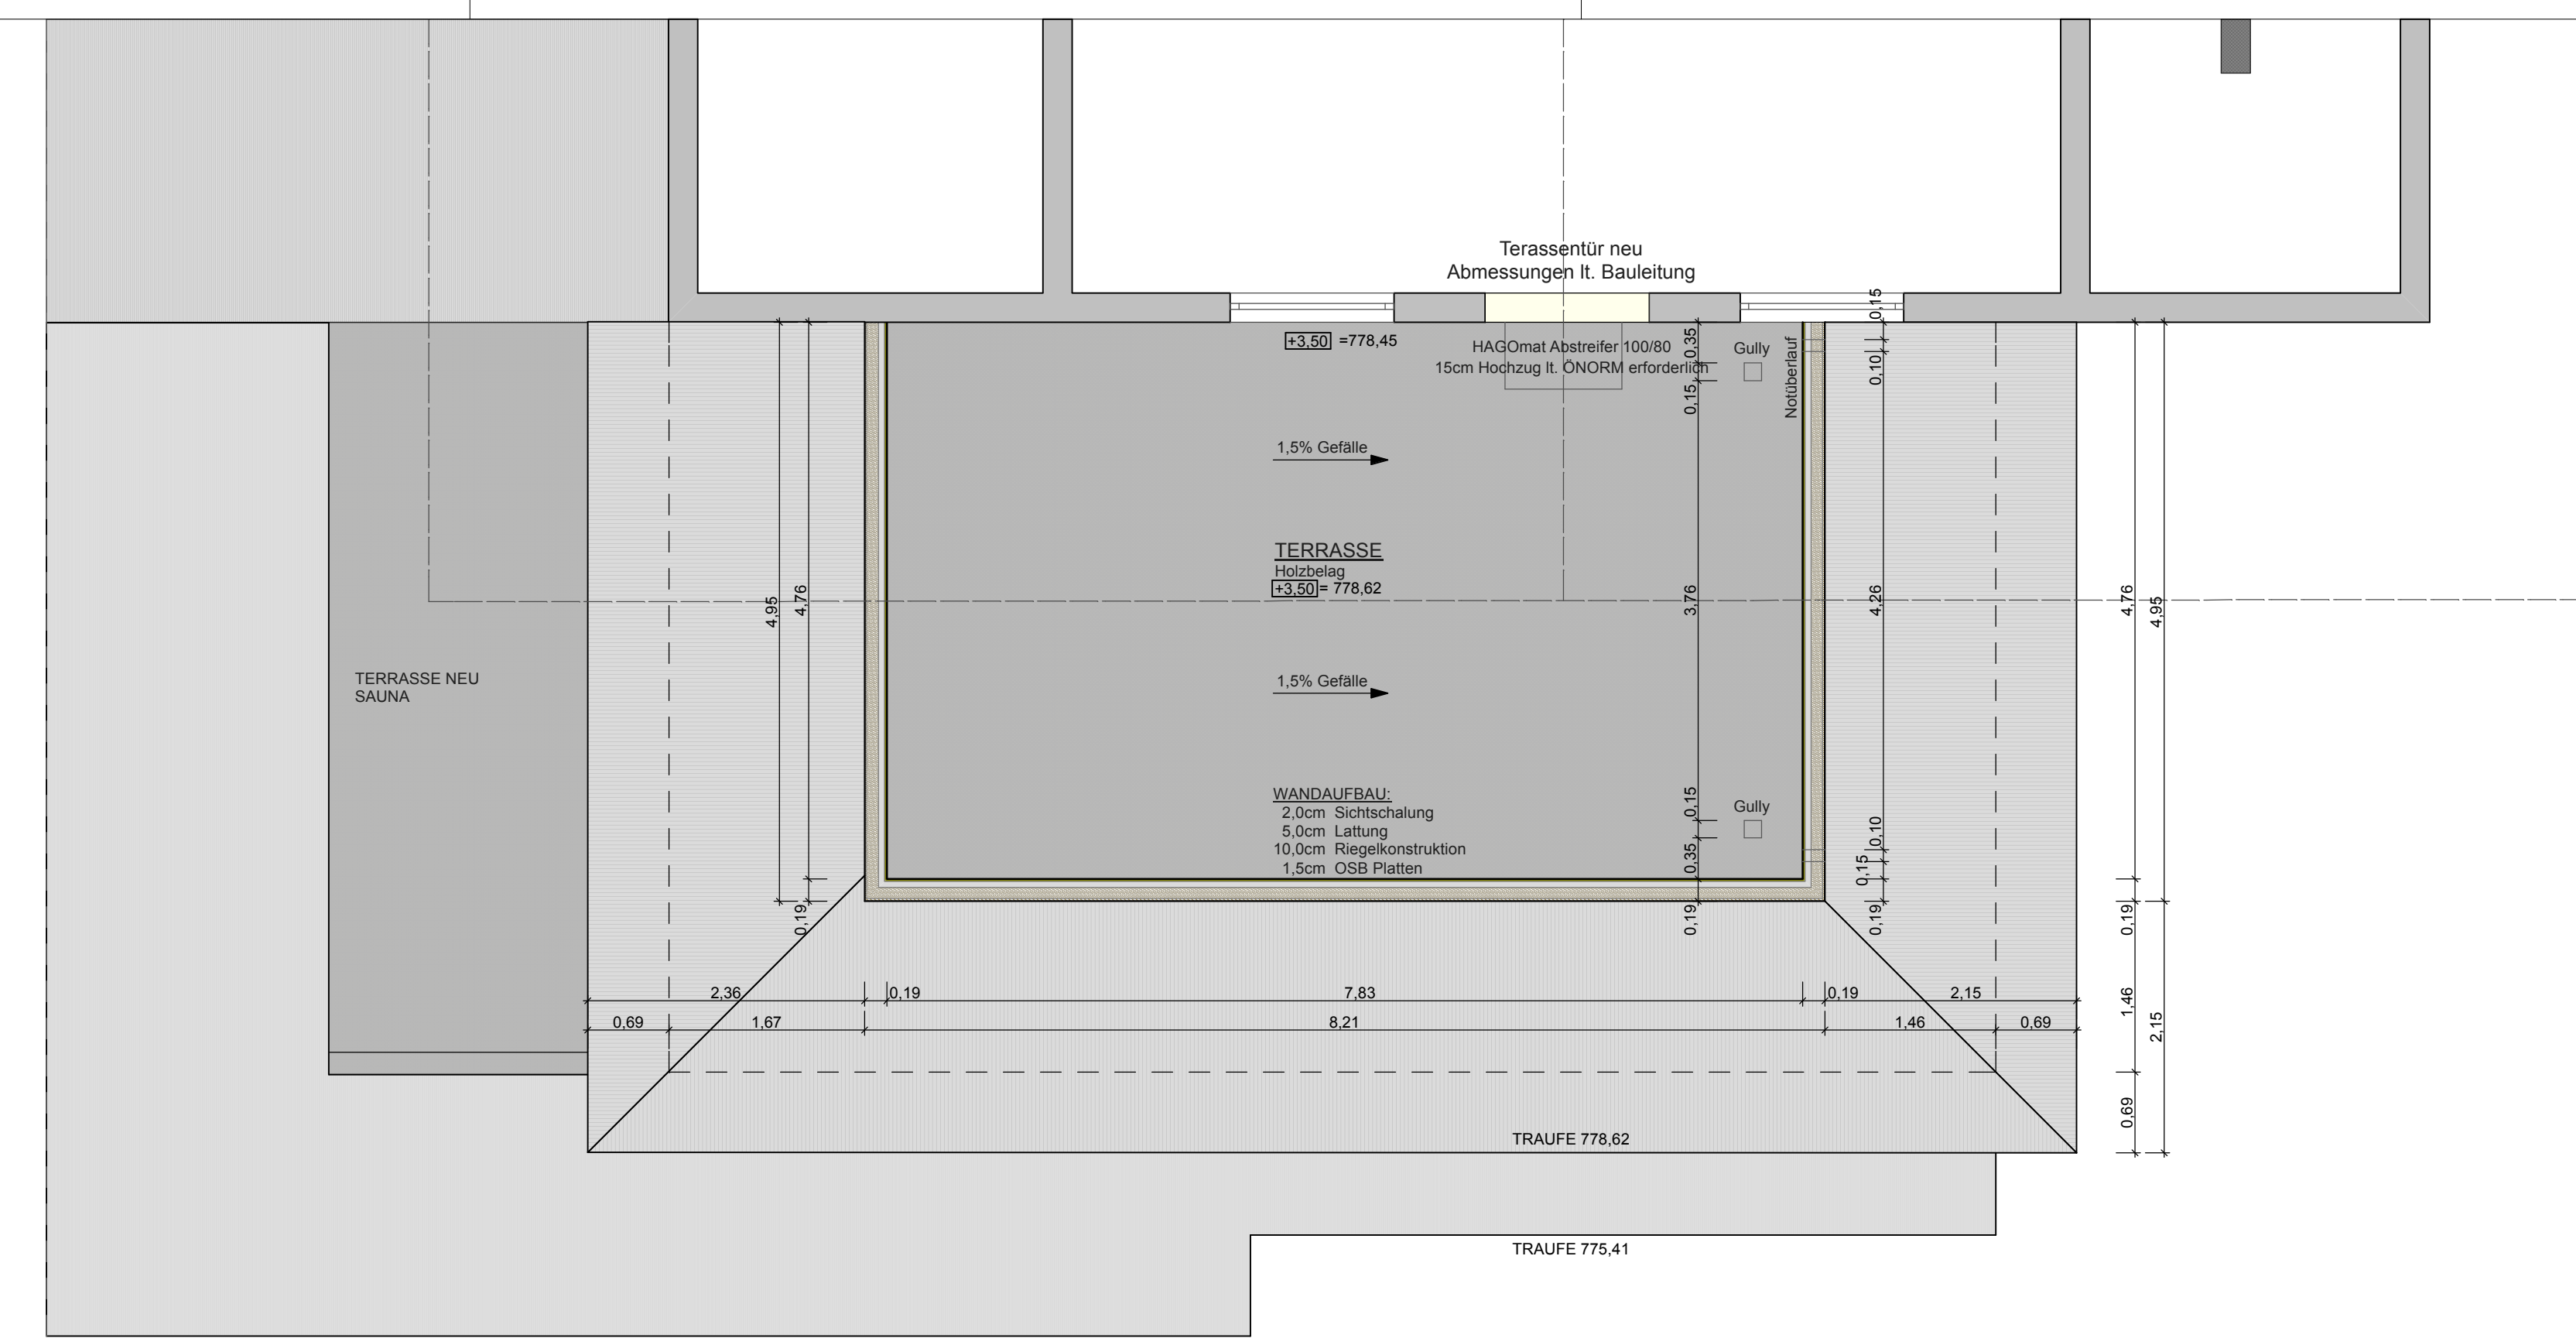 Terassentür neu
Abmessungen lt. Bauleitung
+3,50 =778,45
HAGOmat Abstreifer 100/80
15cm Hochzug lt. ÖNORM erforderlich
0,35
0,15
Gully
Notüberlauf
0,15
0,10
1,5% Gefälle
TERRASSE
Holzbelag
+3,50 = 778,62
4,95
4,76
3,76
4,26
4,76
4,95
TERRASSE NEU
SAUNA
1,5% Gefälle
WANDAUFBAU:
2,0cm Sichtschalung
5,0cm Lattung
10,0cm Riegelkonstruktion
1,5cm OSB Platten
0,15
Gully
0,35
0,10
0,15
0,19
0,19
0,19
0,19
2,36
0,19
7,83
0,19
2,15
1,46
0,69
1,67
8,21
1,46
0,69
2,15
0,69
TRAUFE 778,62
TRAUFE 775,41